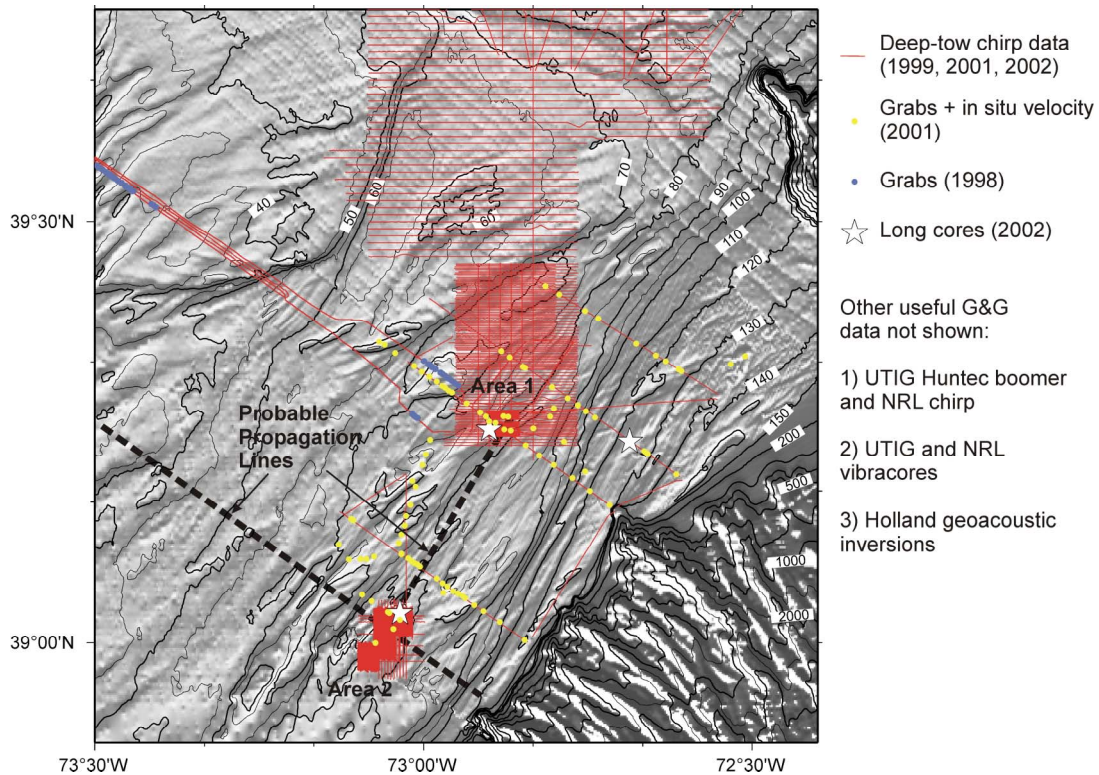 Deep-tow chirp data
(1999, 2001, 2002)
Grabs + in situ velocity
(2001)
Grabs (1998)
Long cores (2002)
Other useful G&G
data not shown:
1) UTIG Huntec boomer
and NRL chirp
2) UTIG and NRL
vibracores
3) Holland geoacoustic
inversions
39°30'N
39°00'N
73°30'W
73°00'W
72°30'W
40
50
60
60
70
80
90
100
110
120
130
140
150
200
500
1000
2000
Area 1
Probable
Propagation
Lines
Area 2